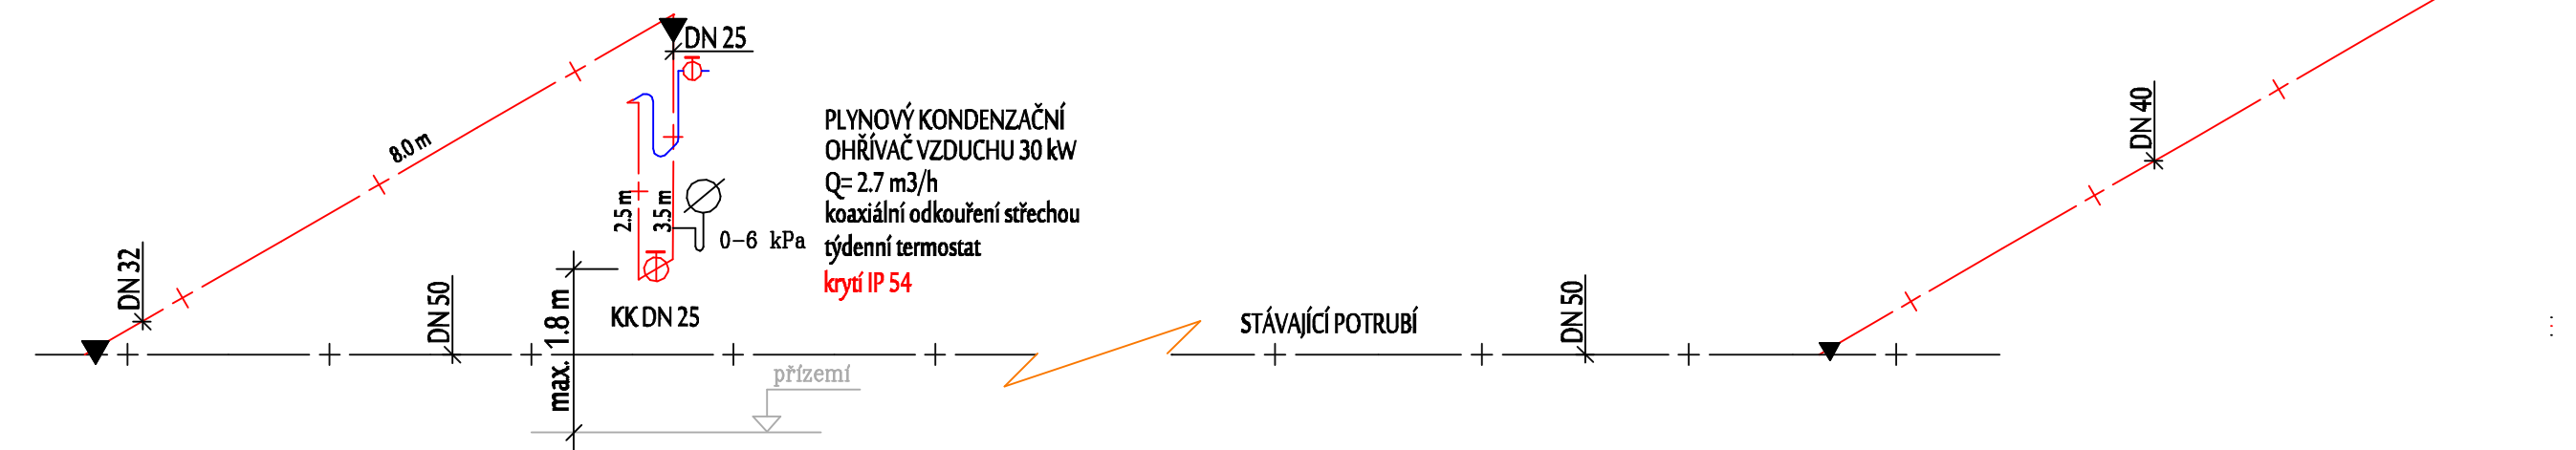 DN 25
8.0 m
DN 40
PLYNOVÝ KONDENZAČNÍ
OHŘÍVAČ VZDUCHU 30 kW
Q= 2.7 m3/h
koaxiální odkouření střechou
týdenní termostat
krytí IP 54
2.5 m
3.5 m
0-6 kPa
DN 32
DN 50
KK DN 25
max. 1.8 m
STÁVAJÍCÍ POTRUBÍ
DN 50
přízemí